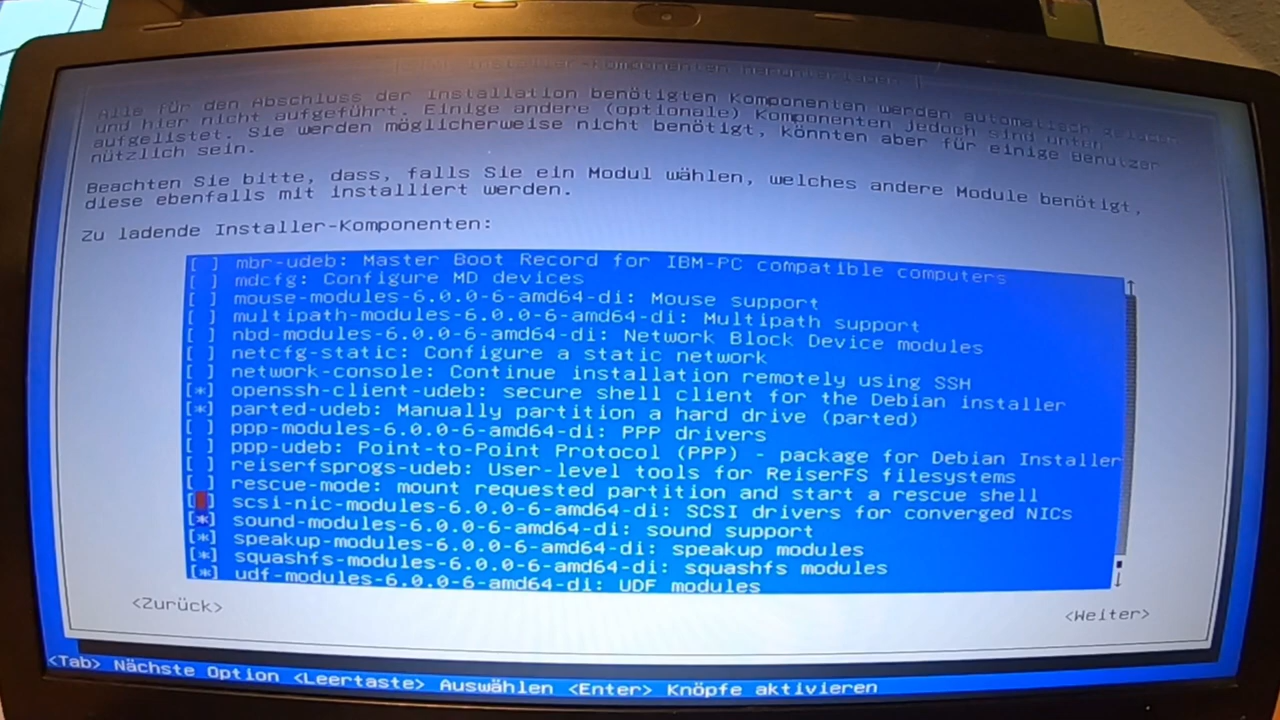 Installer-Komponenten herunterladen
Alle für den Abschluss der Installation benötigten Komponenten werden automatisch
und hier nicht aufgeführt. Einige andere (optionale) Komponenten jedoch sind unten
aufgelistet. Sie werden möglicherweise nicht benötigt, könnten aber für einige Benutzer
nützlich sein.
Beachten Sie bitte, dass, falls Sie ein Modul wählen, welches andere Module benötigt,
diese ebenfalls mit installiert werden.
Zu ladende Installer-Komponenten:
[ ] mbr-udeb: Master Boot Record for IBM-PC compatible computers
[ ] mdcfg: Configure MD devices
[ ] mouse-modules-6.0.0-6-amd64-di: Mouse support
[ ] multipath-modules-6.0.0-6-amd64-di: Multipath support
[ ] nbd-modules-6.0.0-6-amd64-di: Network Block Device modules
[ ] netcfg-static: Configure a static network
[ ] network-console: Continue installation remotely using SSH
[*] openssh-client-udeb: secure shell client for the Debian installer
[*] parted-udeb: Manually partition a hard drive (parted)
[ ] ppp-modules-6.0.0-6-amd64-di: PPP drivers
[ ] ppp-udeb: Point-to-Point Protocol (PPP) - package for Debian Installer
[ ] reiserfsprogs-udeb: User-level tools for ReiserFS filesystems
[ ] rescue-mode: mount requested partition and start a rescue shell
[ ] scsi-nic-modules-6.0.0-6-amd64-di: SCSI drivers for converged NICs
[*] sound-modules-6.0.0-6-amd64-di: sound support
[*] speakup-modules-6.0.0-6-amd64-di: speakup modules
[*] squashfs-modules-6.0.0-6-amd64-di: squashfs modules
[*] udf-modules-6.0.0-6-amd64-di: UDF modules
<Zurück> <Weiter>
<Tab> Nächste Option <Leertaste> Auswählen <Enter> Knöpfe aktivieren